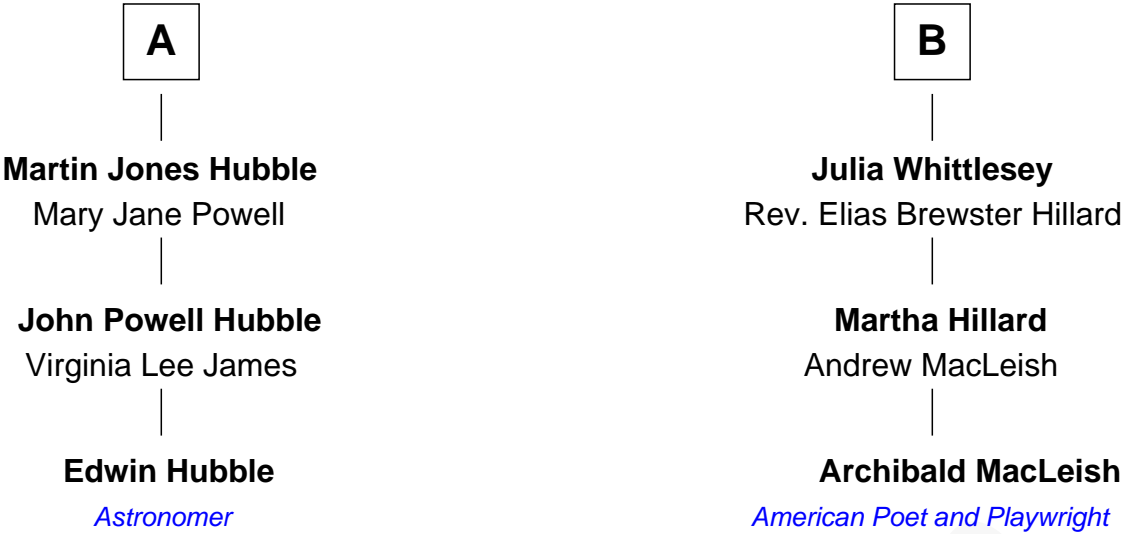 A
Martin Jones Hubble
Mary Jane Powell
John Powell Hubble
Virginia Lee James
Edwin Hubble
Astronomer
B
Julia Whittlesey
Rev. Elias Brewster Hillard
Martha Hillard
Andrew MacLeish
Archibald MacLeish
American Poet and Playwright